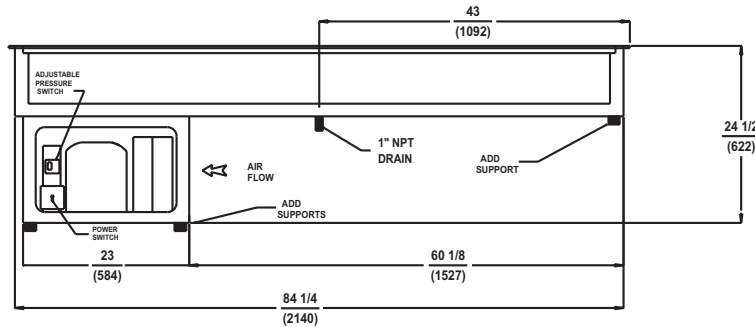 43
(1092)
ADJUSTABLE
PRESSURE
SWITCH
24 1/2
(622)
1" NPT
DRAIN
ADD
SUPPORT
AIR
FLOW
ADD
SUPPORTS
POWER
SWITCH
23
(584)
60 1/8
(1527)
84 1/4
(2140)